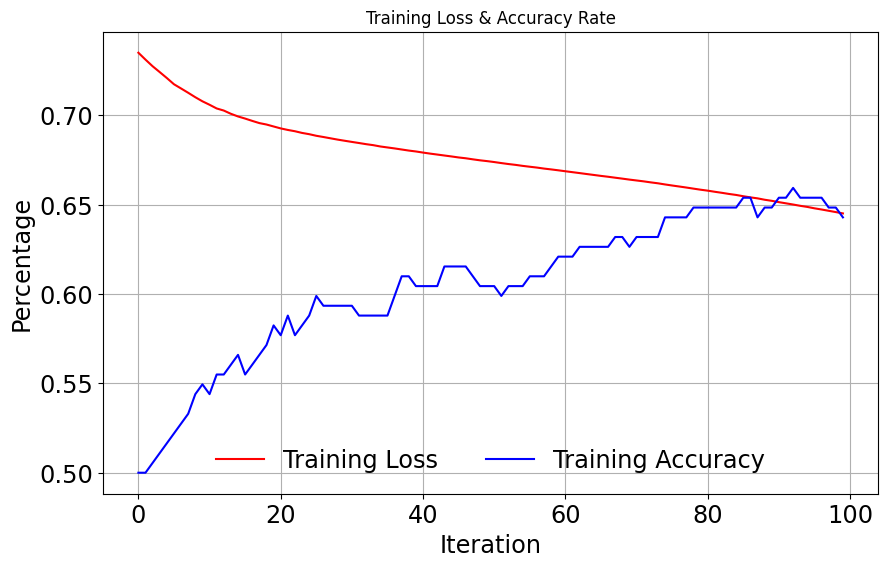 Training Loss & Accuracy Rate
0.70
0.65
0.60
0.55
0.50
Percentage
Training Loss Training Accuracy
0 20 40 60 80 100
Iteration